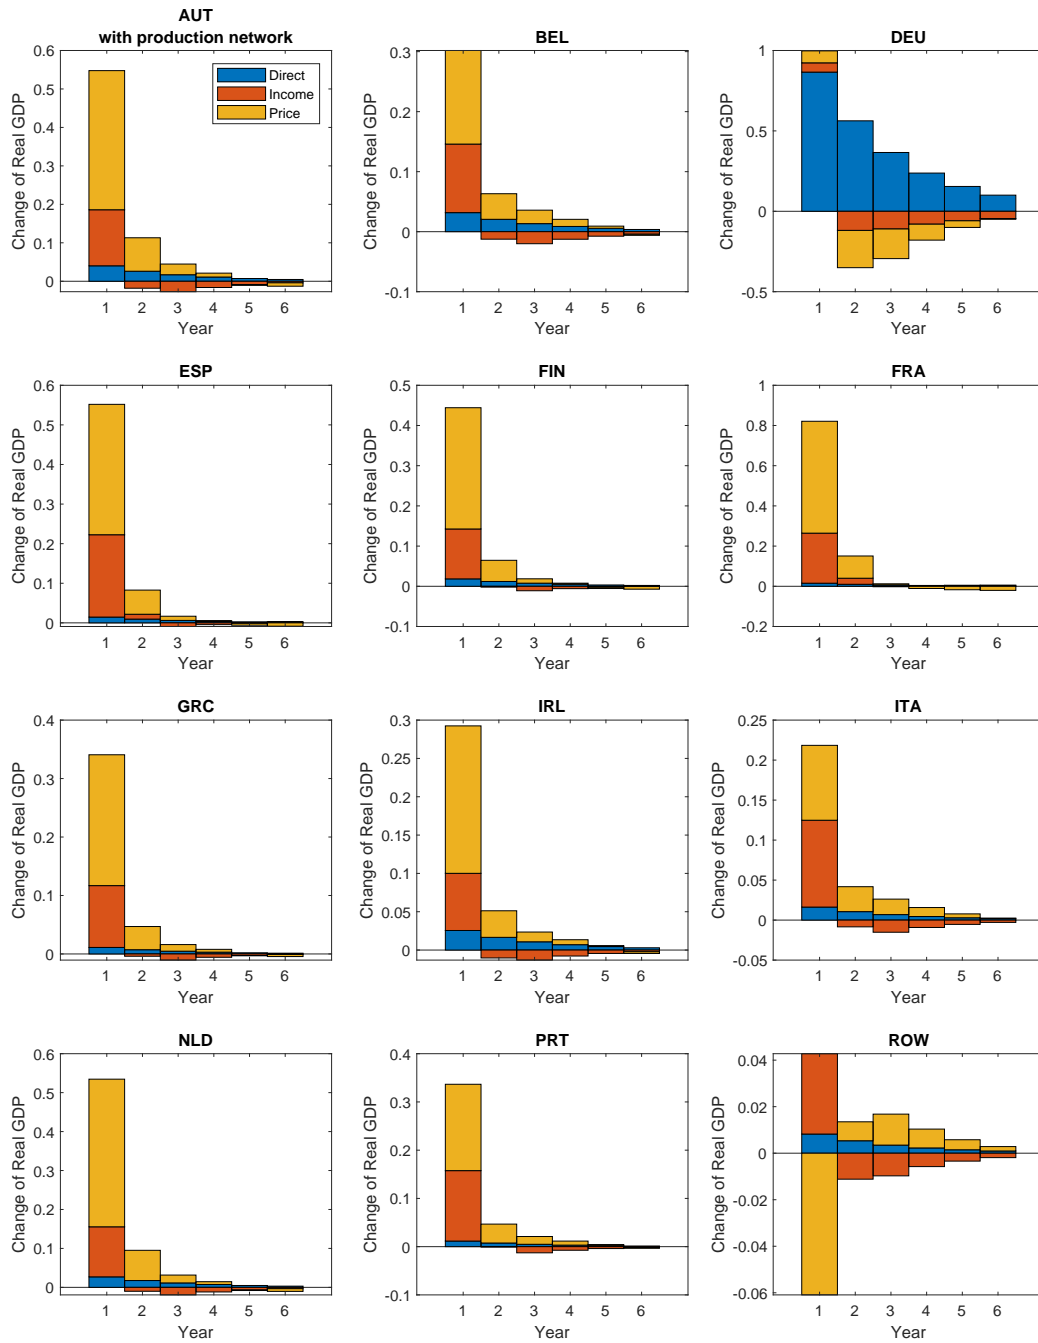 AUT
with production network
0.6
0.5
0.4
0.3
0.2
0.1
0
Change of Real GDP
Direct
Income
Price
1 2 3 4 5 6
Year
BEL
0.3
0.2
0.1
0
-0.1
Change of Real GDP
1 2 3 4 5 6
Year
DEU
1
0.5
0
-0.5
Change of Real GDP
1 2 3 4 5 6
Year
ESP
0.6
0.5
0.4
0.3
0.2
0.1
0
Change of Real GDP
1 2 3 4 5 6
Year
FIN
0.5
0.4
0.3
0.2
0.1
0
-0.1
Change of Real GDP
1 2 3 4 5 6
Year
FRA
1
0.8
0.6
0.4
0.2
0
-0.2
Change of Real GDP
1 2 3 4 5 6
Year
GRC
0.4
0.3
0.2
0.1
0
Change of Real GDP
1 2 3 4 5 6
Year
IRL
0.3
0.25
0.2
0.15
0.1
0.05
0
Change of Real GDP
1 2 3 4 5 6
Year
ITA
0.25
0.2
0.15
0.1
0.05
0
-0.05
Change of Real GDP
1 2 3 4 5 6
Year
NLD
0.6
0.5
0.4
0.3
0.2
0.1
0
Change of Real GDP
1 2 3 4 5 6
Year
PRT
0.4
0.3
0.2
0.1
0
-0.1
Change of Real GDP
1 2 3 4 5 6
Year
ROW
0.04
0.02
0
-0.02
-0.04
-0.06
Change of Real GDP
1 2 3 4 5 6
Year